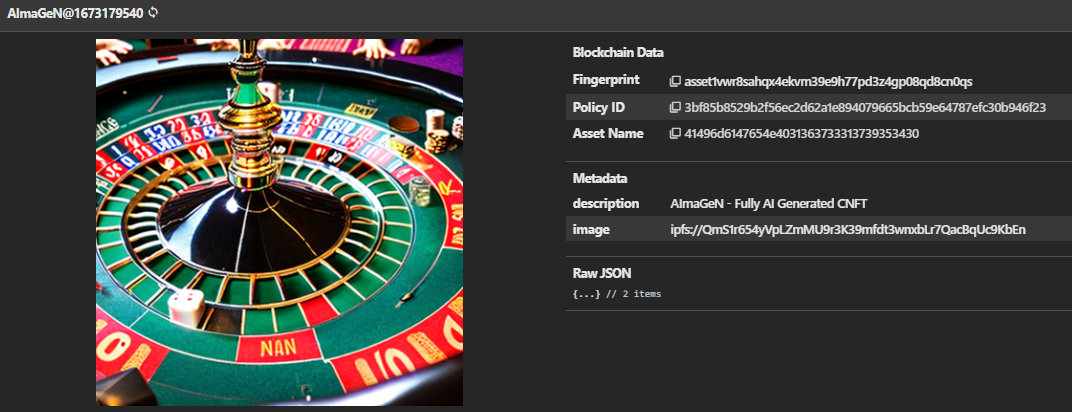 AImaGeN@1673179540
Blockchain Data
Fingerprint asset1vwr8sahqx4ekvm39e9h77pd3z4gp08qd8cn0qs
Policy ID 3bf85b8529b2f56ec2d62a1e894079665bcb59e64787efc30b946f23
Asset Name 41496d6147654e4031363733313739353430
Metadata
description AImaGeN - Fully AI Generated CNFT
image ipfs://QmS1r654yVpLZmMU9r3K39mfdt3wnxbLr7QacBqUc9KbEn
Raw JSON
{...} // 2 items
NAN